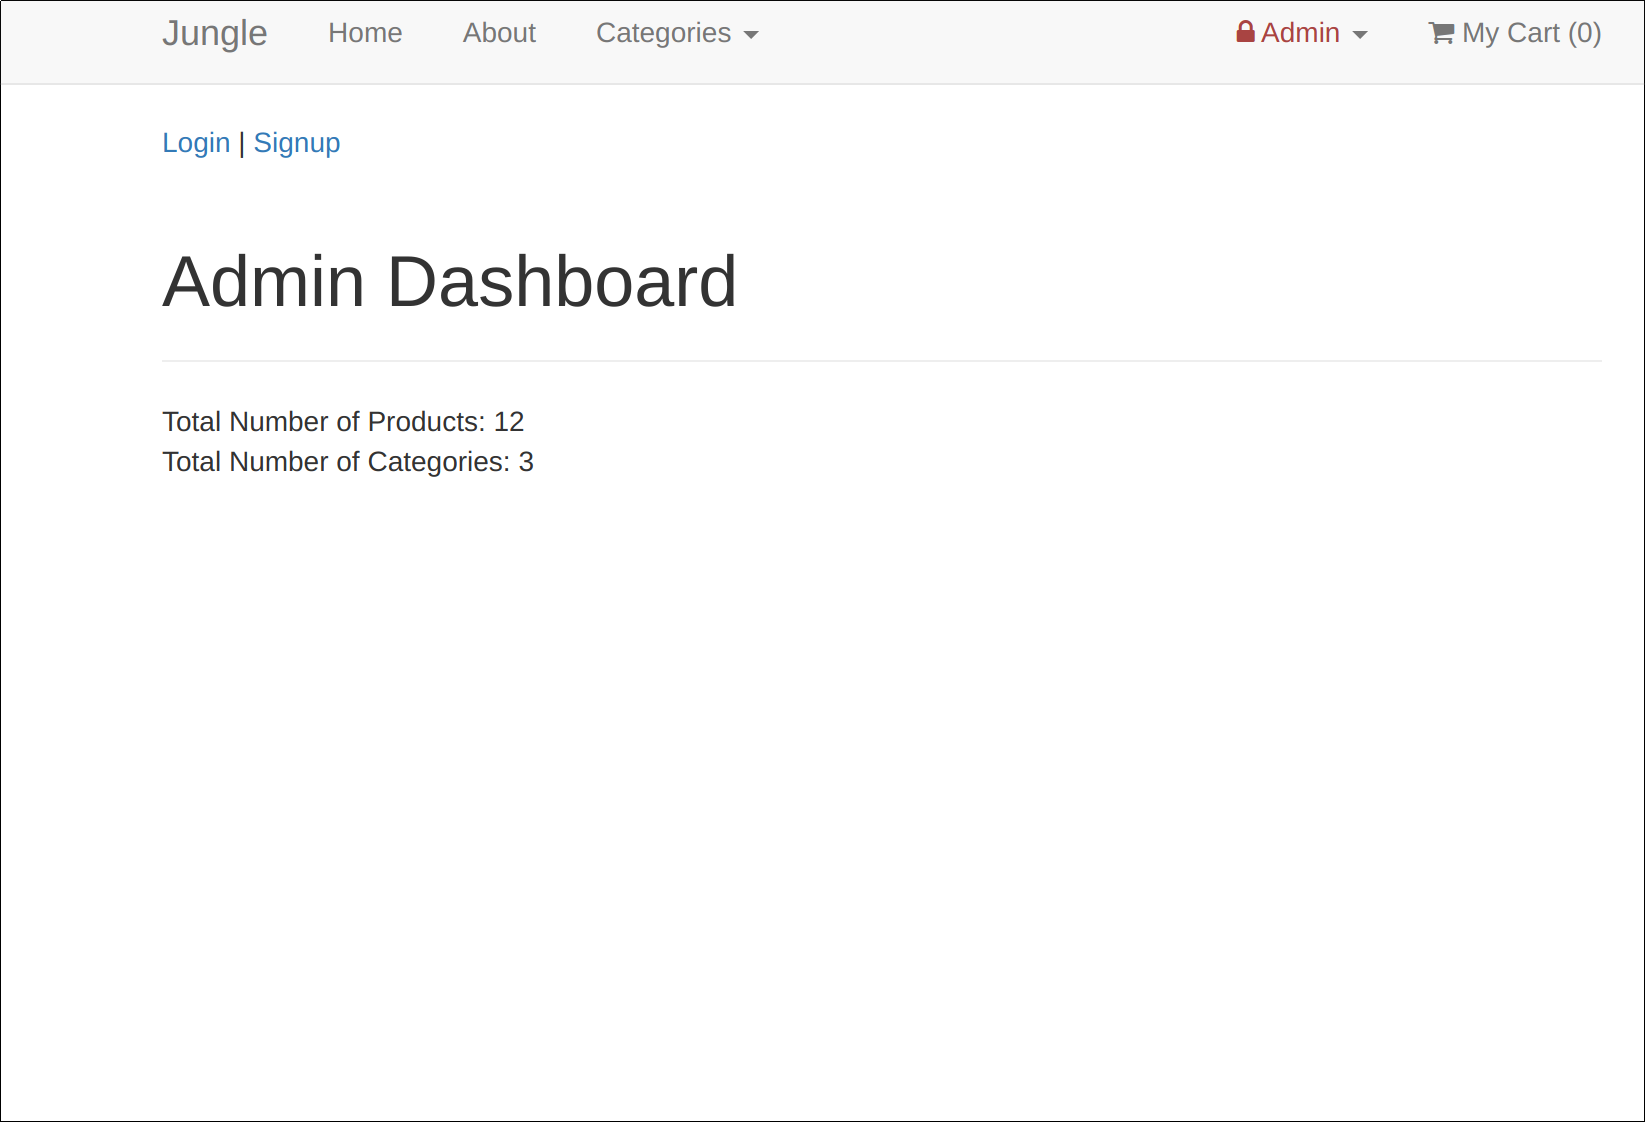 Jungle Home About Categories Admin My Cart (0)
Login | Signup
Admin Dashboard
Total Number of Products: 12
Total Number of Categories: 3